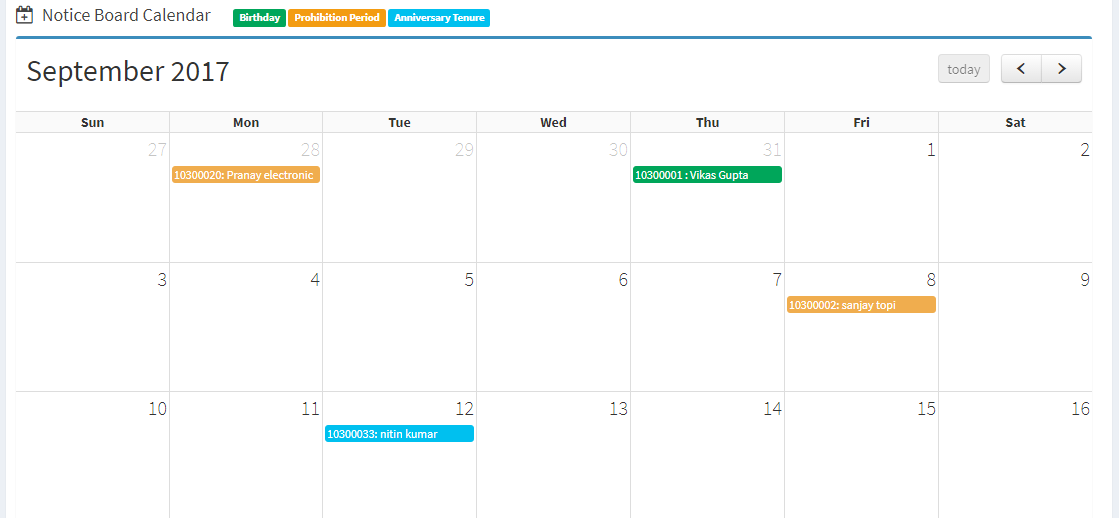 Notice Board Calendar Birthday Prohibition Period Anniversary Tenure
September 2017 today
Sun Mon Tue Wed Thu Fri Sat
27 28 29 30 31 1 2
10300020: Pranay electronic 10300001 : Vikas Gupta
3 4 5 6 7 8 9
10300002: sanjay topi
10 11 12 13 14 15 16
10300033: nitin kumar